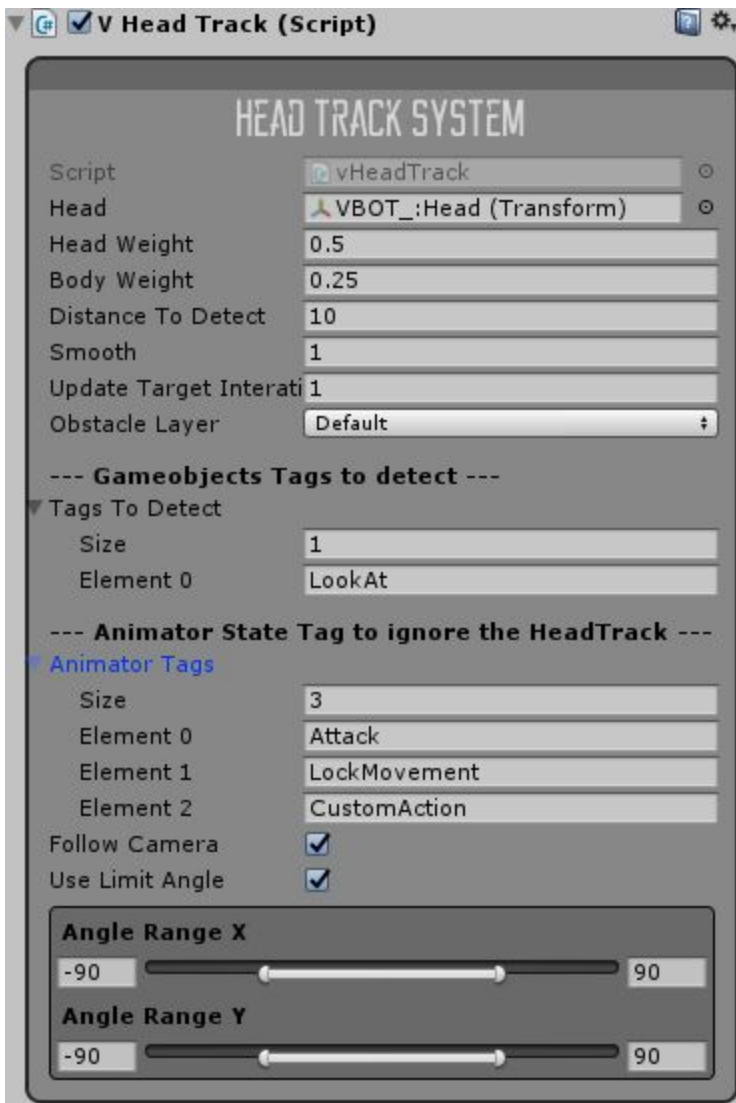 V Head Track (Script)
HEAD TRACK SYSTEM
Script vHeadTrack
Head VBOT_:Head (Transform)
Head Weight 0.5
Body Weight 0.25
Distance To Detect 10
Smooth 1
Update Target Interati 1
Obstacle Layer Default
--- Gameobjects Tags to detect ---
Tags To Detect
Size 1
Element 0 LookAt
--- Animator State Tag to ignore the HeadTrack ---
Animator Tags
Size 3
Element 0 Attack
Element 1 LockMovement
Element 2 CustomAction
Follow Camera
Use Limit Angle
Angle Range X
-90 90
Angle Range Y
-90 90